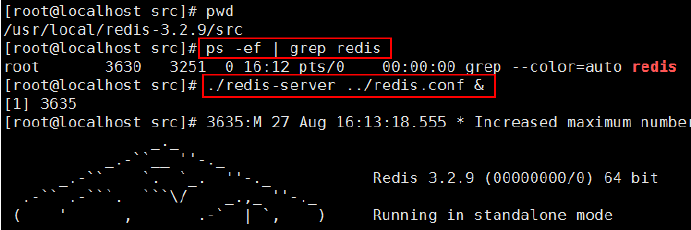 [root@localhost src]# pwd
/usr/local/redis-3.2.9/src
[root@localhost src]# ps -ef | grep redis
root 3630 3251 0 16:12 pts/0 00:00:00 grep --color=auto redis
[root@localhost src]# ./redis-server ../redis.conf &
[1] 3635
[root@localhost src]# 3635:M 27 Aug 16:13:18.555 * Increased maximum number
Redis 3.2.9 (00000000/0) 64 bit
Running in standalone mode